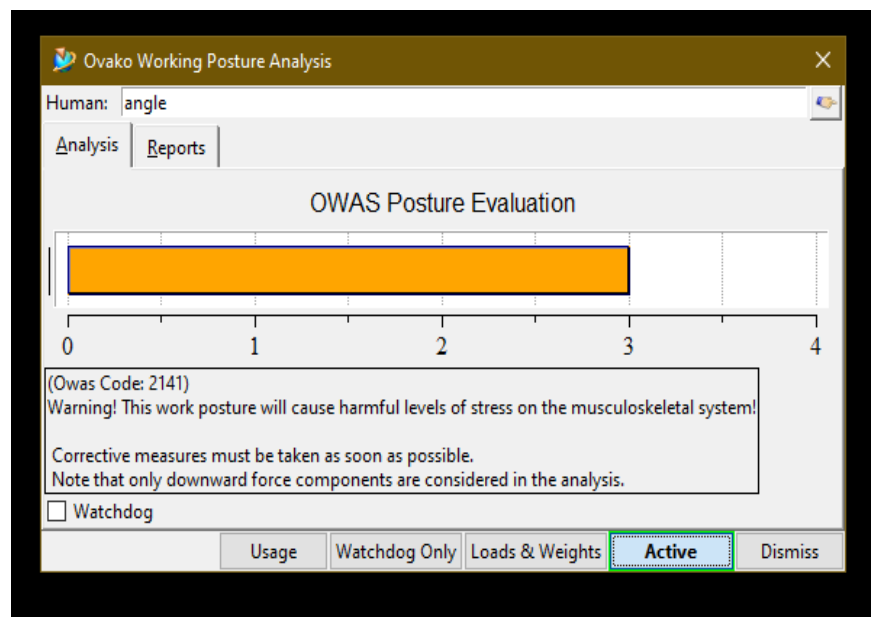 Ovako Working Posture Analysis
Human: angle
Analysis Reports
OWAS Posture Evaluation
0 1 2 3 4
(Owas Code: 2141)
Warning! This work posture will cause harmful levels of stress on the musculoskeletal system!
Corrective measures must be taken as soon as possible.
Note that only downward force components are considered in the analysis.
Watchdog
Usage Watchdog Only Loads & Weights Active Dismiss